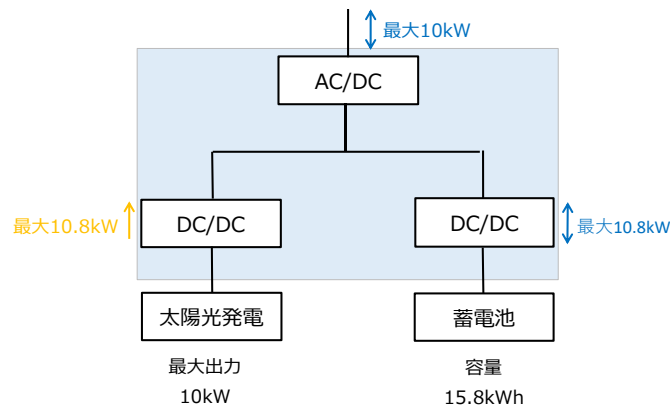 最大10kW
AC/DC
最大10.8kW
DC/DC
DC/DC
最大10.8kW
太陽光発電
蓄電池
最大出力
10kW
容量
15.8kWh